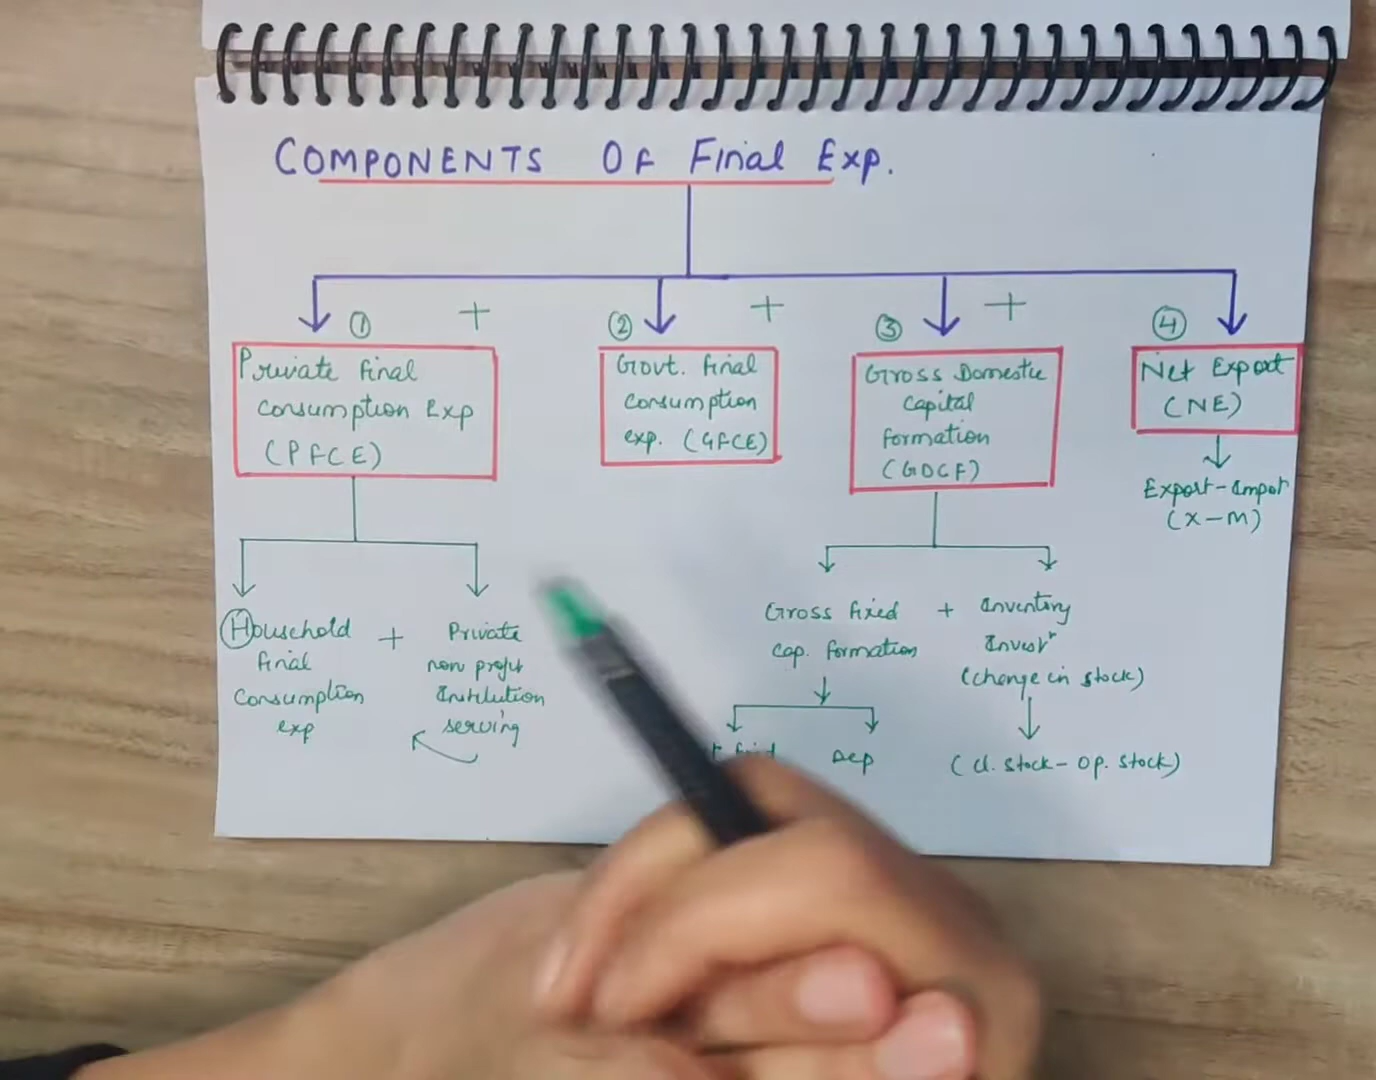 COMPONENTS OF Final Exp.
① + ② + ③ + ④
Private final
consumption Exp
(PFCE)
Govt. final
consumption
exp. (GFCE)
Gross Domestic
Capital
formation
(GDCF)
Net Export
(NE)
Export-Import
(X-M)
Household
final
Consumption
exp
+
Private
non profit
Institution
serving
Gross fixed
cap. formation
+
Inventory
Invest^t
(change in stock)
Dep
(Cl. stock - Op. stock)